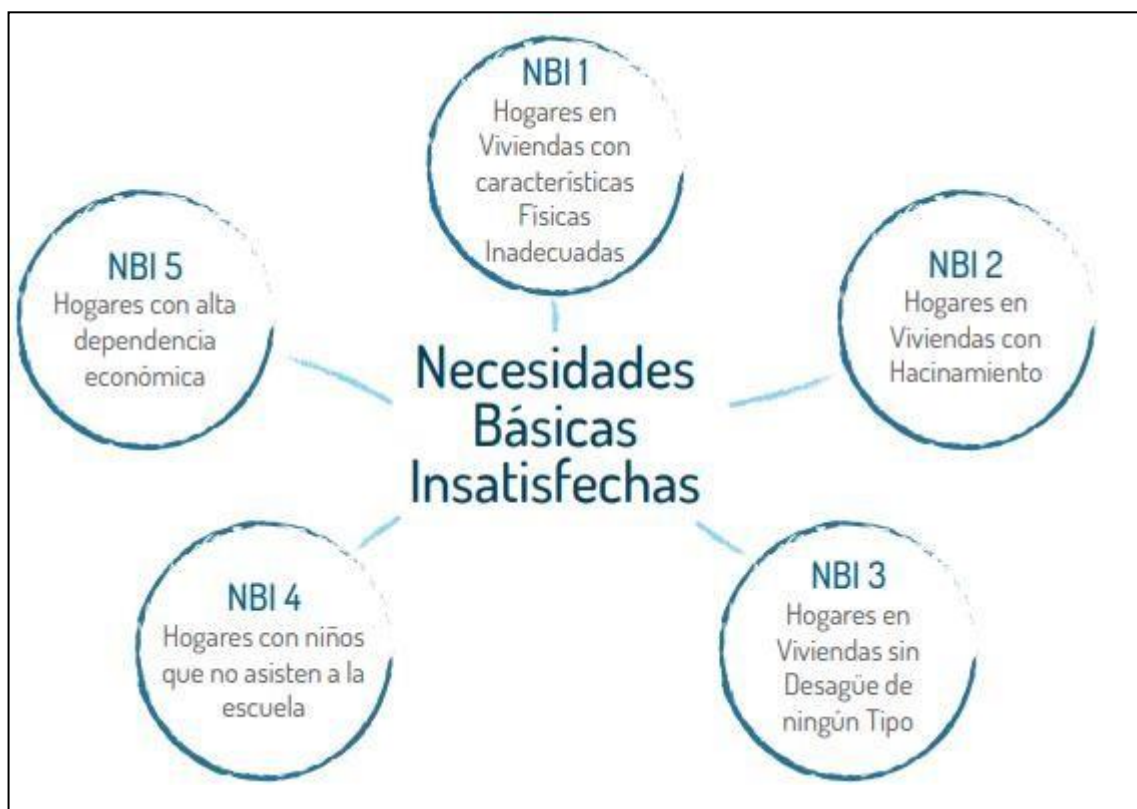 NBI 1
Hogares en
Viviendas con
características
Físicas
Inadecuadas
NBI 5
Hogares con alta
dependencia
económica
NBI 2
Hogares en
Viviendas con
Hacinamiento
Necesidades
Básicas
Insatisfechas
NBI 4
Hogares con niños
que no asisten a la
escuela
NBI 3
Hogares en
Viviendas sin
Desagüe de
ningún Tipo